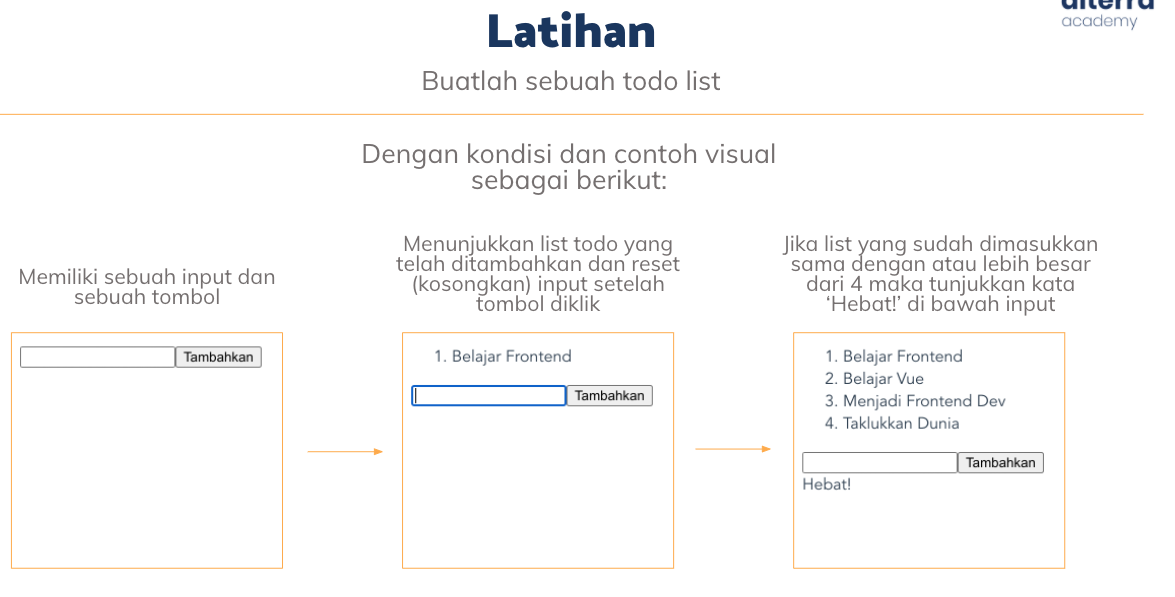 alterra
academy
Latihan
Buatlah sebuah todo list
Dengan kondisi dan contoh visual
sebagai berikut:
Memiliki sebuah input dan
sebuah tombol
Tambahkan
Menunjukkan list todo yang
telah ditambahkan dan reset
(kosongkan) input setelah
tombol diklik
1. Belajar Frontend
Tambahkan
Jika list yang sudah dimasukkan
sama dengan atau lebih besar
dari 4 maka tunjukkan kata
‘Hebat!’ di bawah input
1. Belajar Frontend
2. Belajar Vue
3. Menjadi Frontend Dev
4. Taklukkan Dunia
Tambahkan
Hebat!